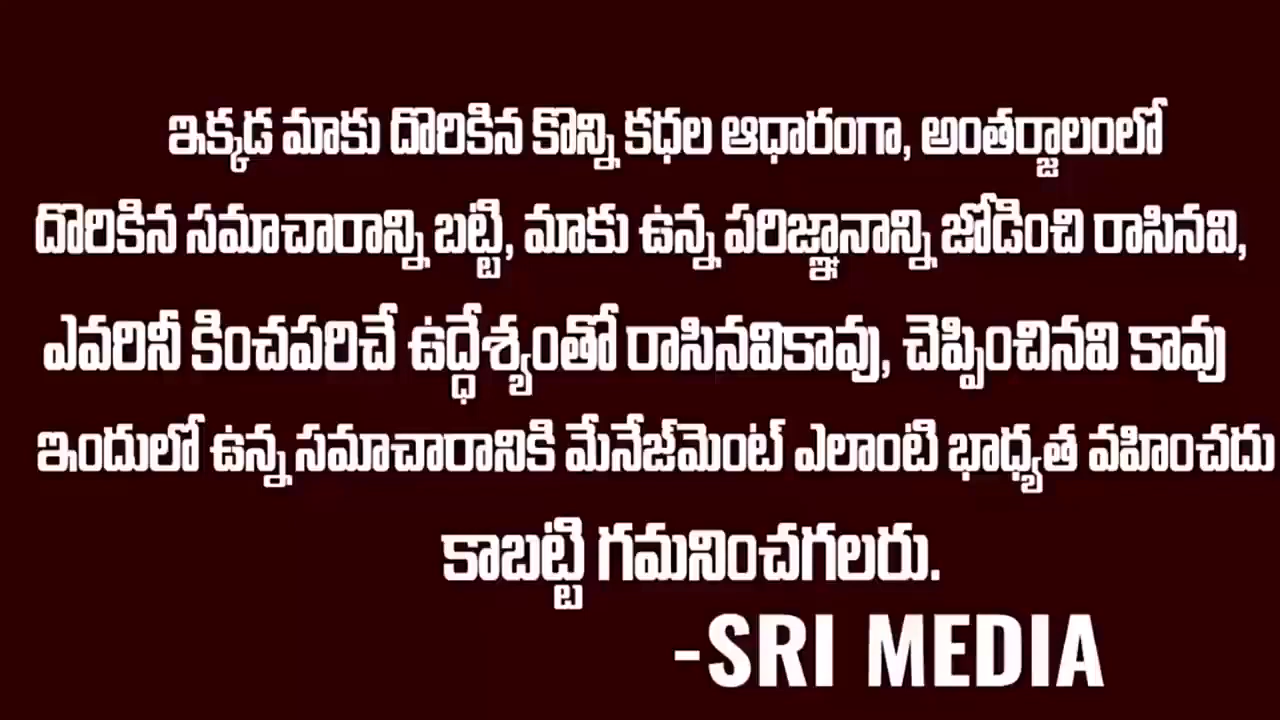 ఇక్కడ మాకు దొరికిన కొన్ని కధల ఆధారంగా, అంతర్జాలంలో
దొరికిన సమాచారాన్ని బట్టి, మాకు ఉన్న పరిజ్ఞానాన్ని జోడించి రాసినవి,
ఎవరినీ కించపరిచే ఉద్ధేశ్యంతో రాసినవికావు, చెప్పించినవి కావు
ఇందులో ఉన్న సమాచారానికి మేనేజ్‌మెంట్ ఎలాంటి భాధ్యత వహించదు
కాబట్టి గమనించగలరు.
-SRI MEDIA